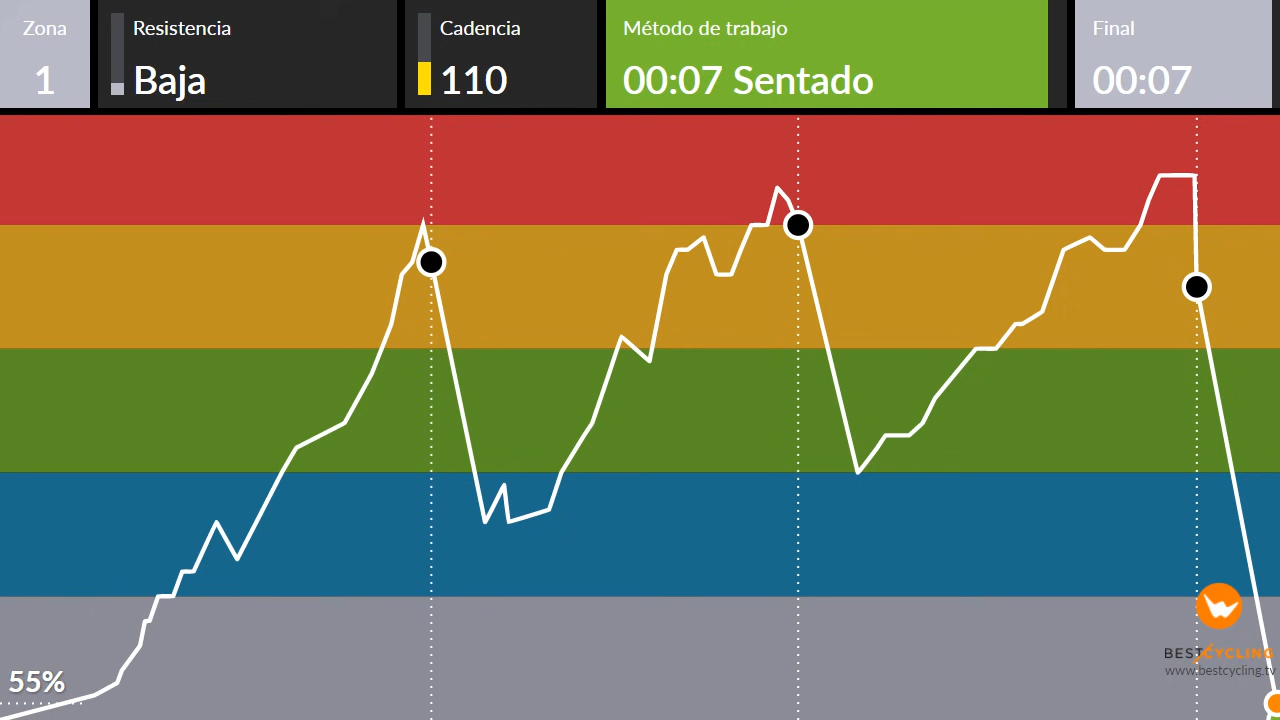 Zona
1
Resistencia
Baja
Cadencia
110
Método de trabajo
00:07 Sentado
Final
00:07
55%
BESTCYCLING
www.bestcycling.tv